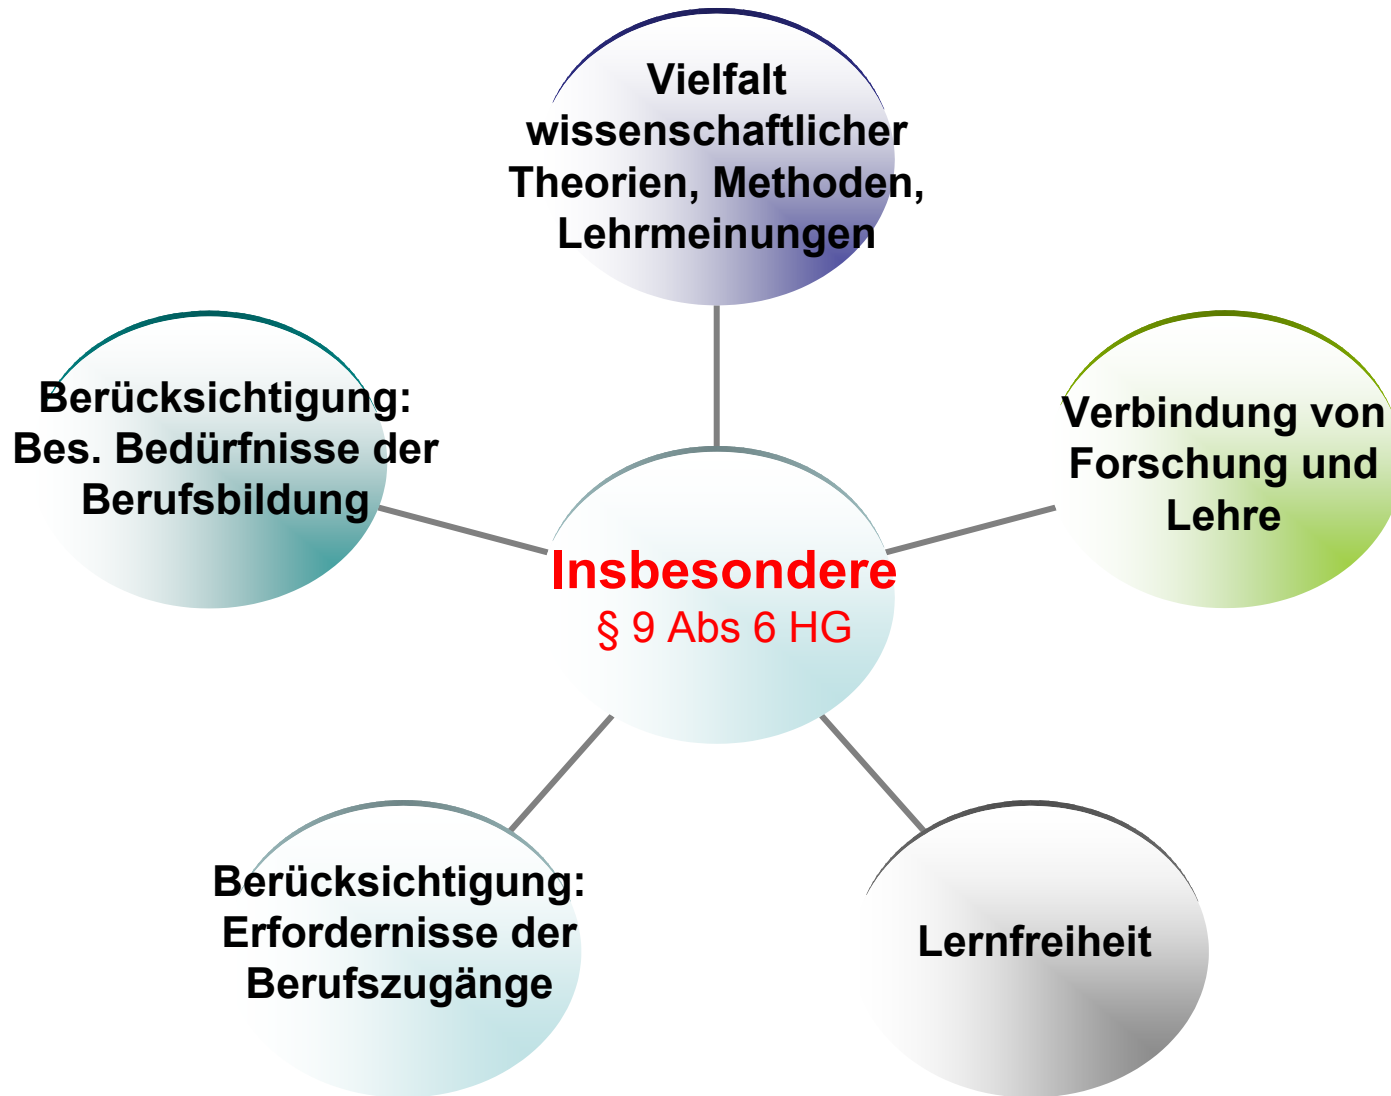 Vielfalt
wissenschaftlicher
Theorien, Methoden,
Lehrmeinungen
Berücksichtigung:
Bes. Bedürfnisse der
Berufsbildung
Verbindung von
Forschung und
Lehre
Insbesondere
§ 9 Abs 6 HG
Berücksichtigung:
Erfordernisse der
Berufszugänge
Lernfreiheit